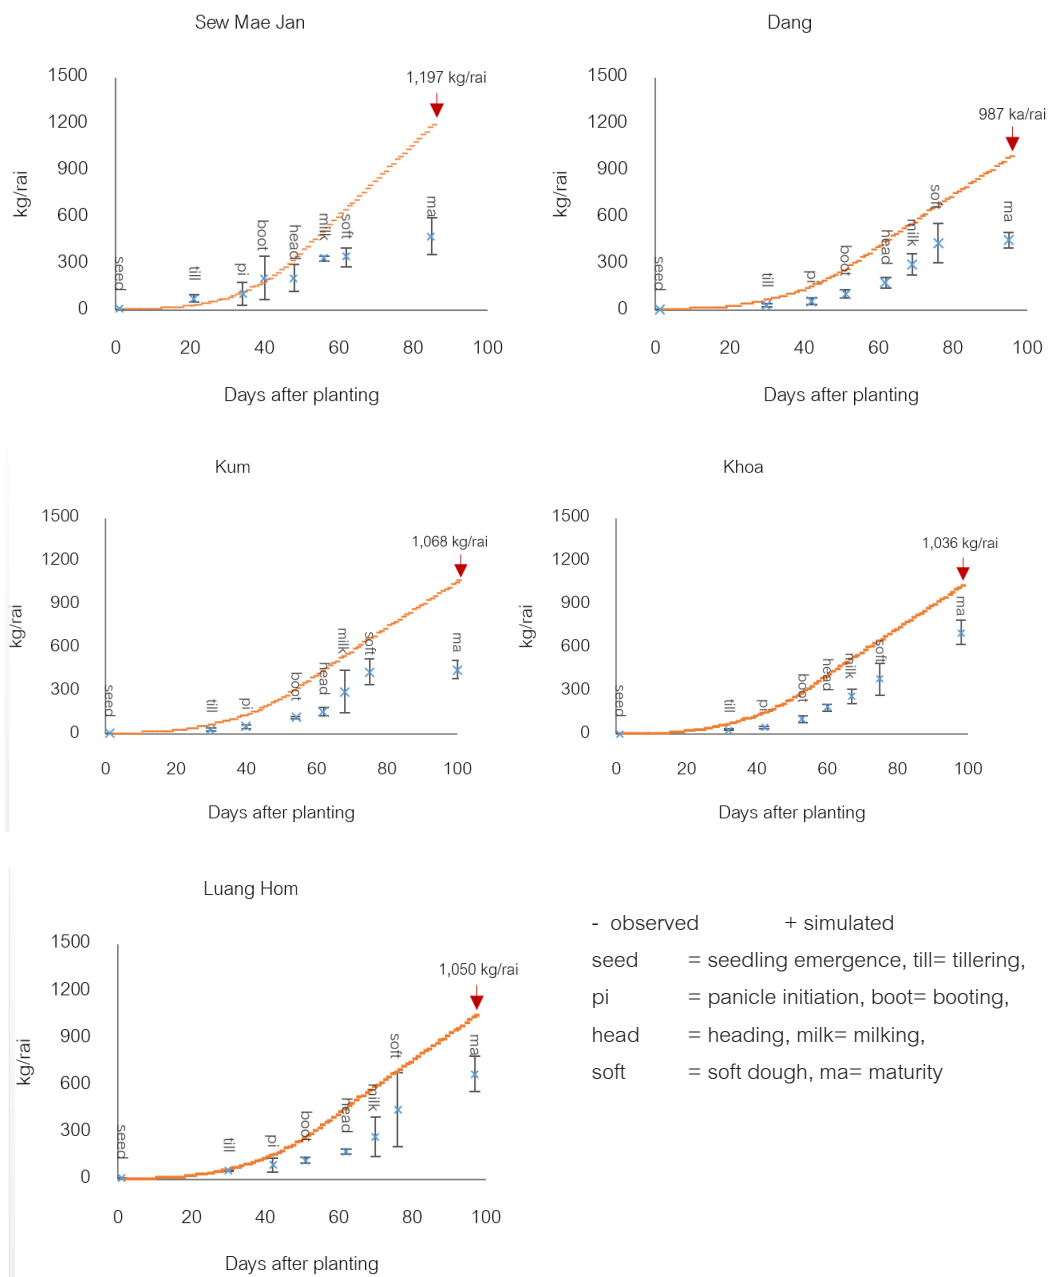 Sew Mae Jan
1,197 kg/rai
1500
1200
900
600
300
0
kg/rai
seed
till
pi
boot
head
milk
soft
ma
0 20 40 60 80 100
Days after planting
Dang
987 ka/rai
1500
1200
900
600
300
0
kg/rai
seed
till
pi
boot
head
milk
soft
ma
0 20 40 60 80 100
Days after planting
Kum
1,068 kg/rai
1500
1200
900
600
300
0
kg/rai
seed
till
pi
boot
head
milk
soft
ma
0 20 40 60 80 100
Days after planting
Khoa
1,036 kg/rai
1500
1200
900
600
300
0
kg/rai
seed
till
pi
boot
head
milk
soft
ma
0 20 40 60 80 100
Days after planting
Luang Hom
1,050 kg/rai
1500
1200
900
600
300
0
kg/rai
seed
till
pi
boot
head
milk
soft
ma
0 20 40 60 80 100
Days after planting
- observed + simulated
seed = seedling emergence, till= tillering,
pi = panicle initiation, boot= booting,
head = heading, milk= milking,
soft = soft dough, ma= maturity